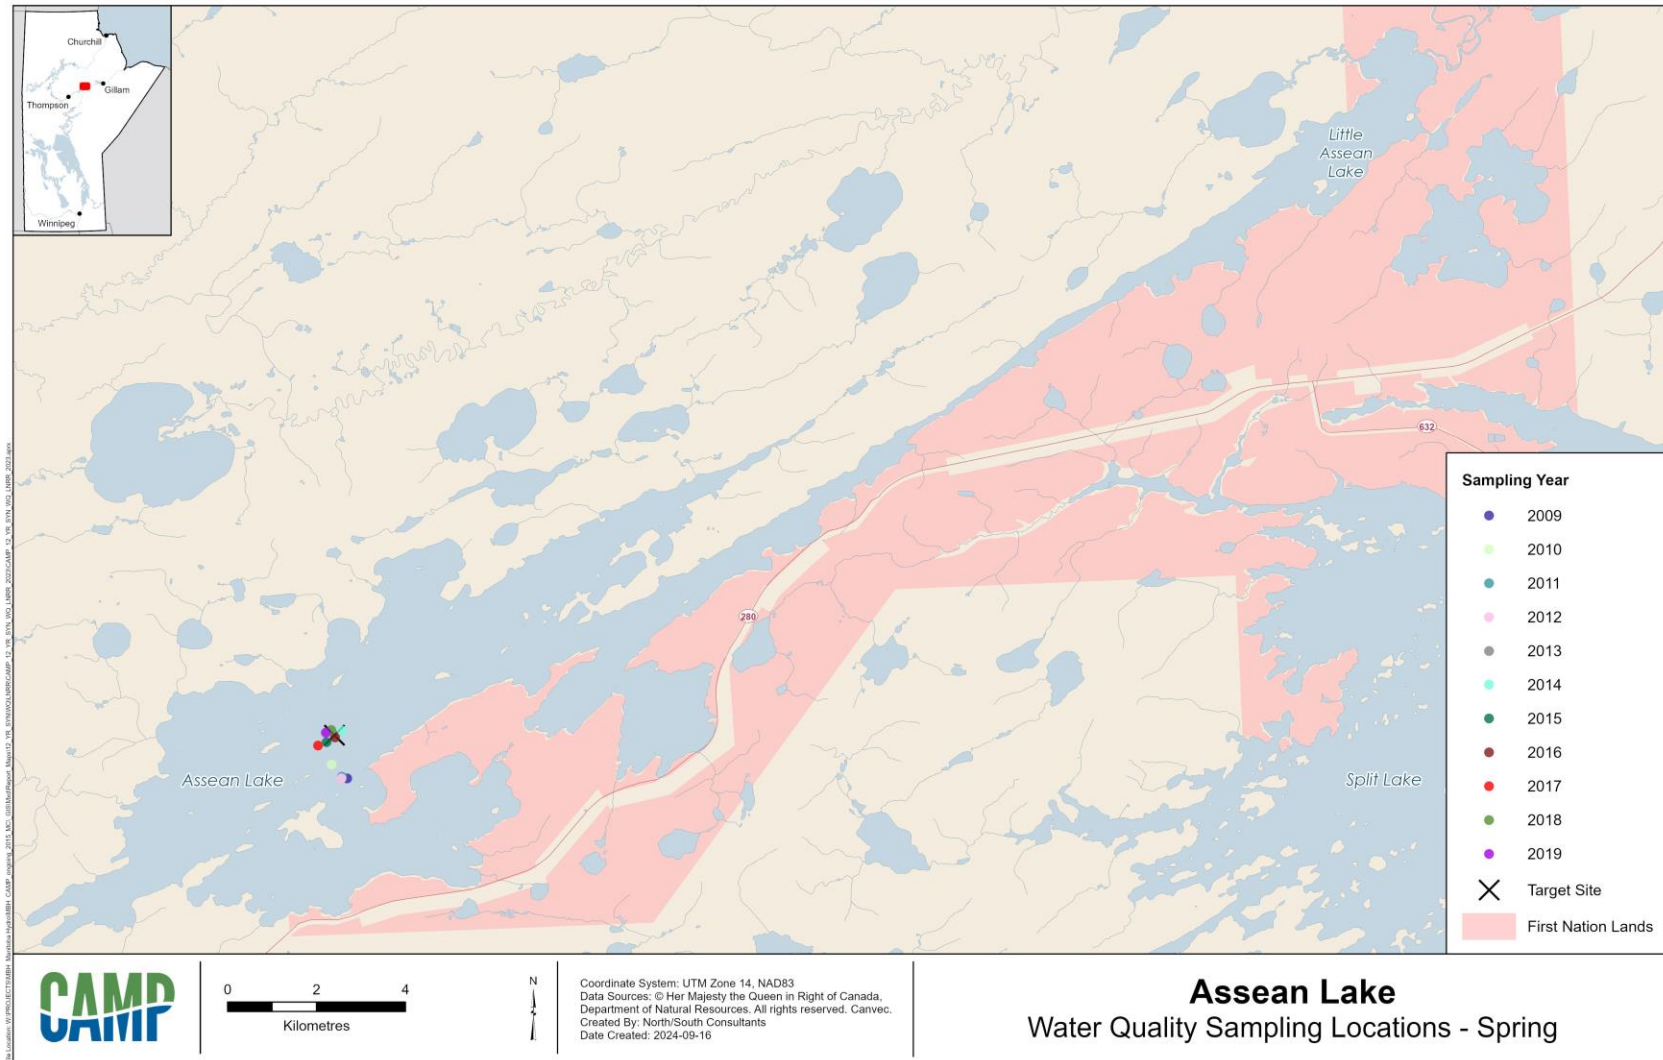 Churchill
Gillam
Thompson
Winnipeg
Little
Assean
Lake
632
280
Assean Lake
Split Lake
Sampling Year
2009
2010
2011
2012
2013
2014
2015
2016
2017
2018
2019
Target Site
First Nation Lands
CAMP
0 2 4
Kilometres
N
Coordinate System: UTM Zone 14, NAD83
Data Sources: © Her Majesty the Queen in Right of Canada,
Department of Natural Resources. All rights reserved. Canvec.
Created By: North/South Consultants
Date Created: 2024-09-16
Assean Lake
Water Quality Sampling Locations - Spring